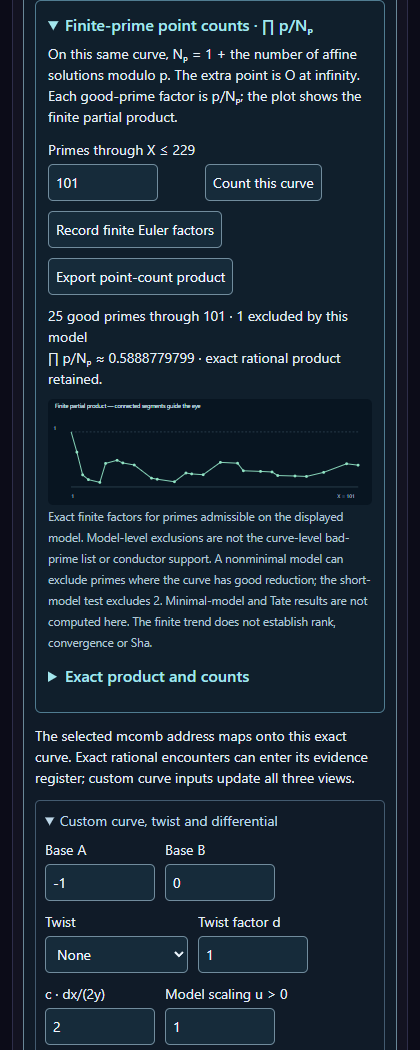 ▼ Finite-prime point counts · ∏ p/Nₚ
On this same curve, Nₚ = 1 + the number of affine
solutions modulo p. The extra point is O at infinity.
Each good-prime factor is p/Nₚ; the plot shows the
finite partial product.
Primes through X ≤ 229
101
Count this curve
Record finite Euler factors
Export point-count product
25 good primes through 101 · 1 excluded by this
model
∏ p/Nₚ ≈ 0.5888779799 · exact rational product
retained.
Finite partial product — connected segments guide the eye
1
1
X = 101
Exact finite factors for primes admissible on the displayed
model. Model-level exclusions are not the curve-level bad-
prime list or conductor support. A nonminimal model can
exclude primes where the curve has good reduction; the short-
model test excludes 2. Minimal-model and Tate results are not
computed here. The finite trend does not establish rank,
convergence or Sha.
▶ Exact product and counts
The selected mcomb address maps onto this exact
curve. Exact rational encounters can enter its evidence
register; custom curve inputs update all three views.
▼ Custom curve, twist and differential
Base A Base B
-1 0
Twist Twist factor d
None 1
c · dx/(2y) Model scaling u > 0
2 1